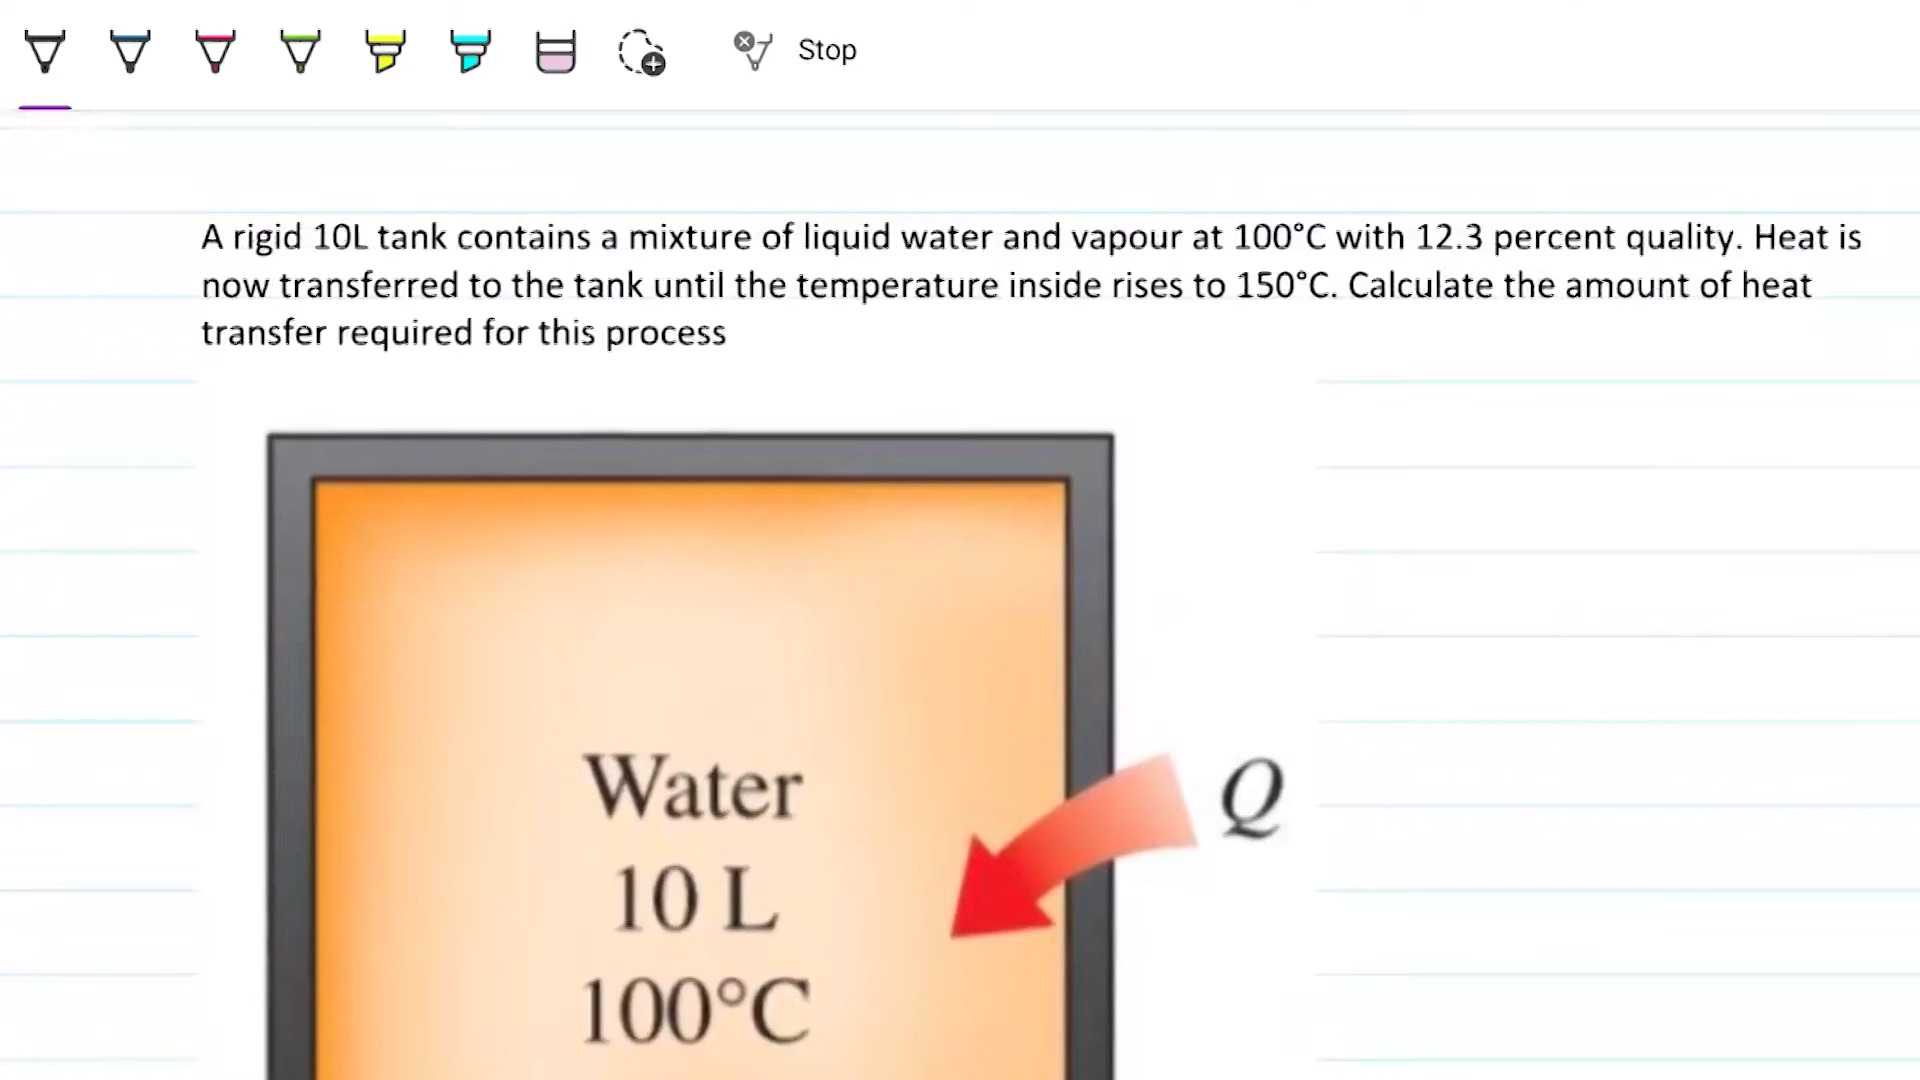 Stop
A rigid 10L tank contains a mixture of liquid water and vapour at 100°C with 12.3 percent quality. Heat is
now transferred to the tank until the temperature inside rises to 150°C. Calculate the amount of heat
transfer required for this process
Water
10 L
100°C
Q